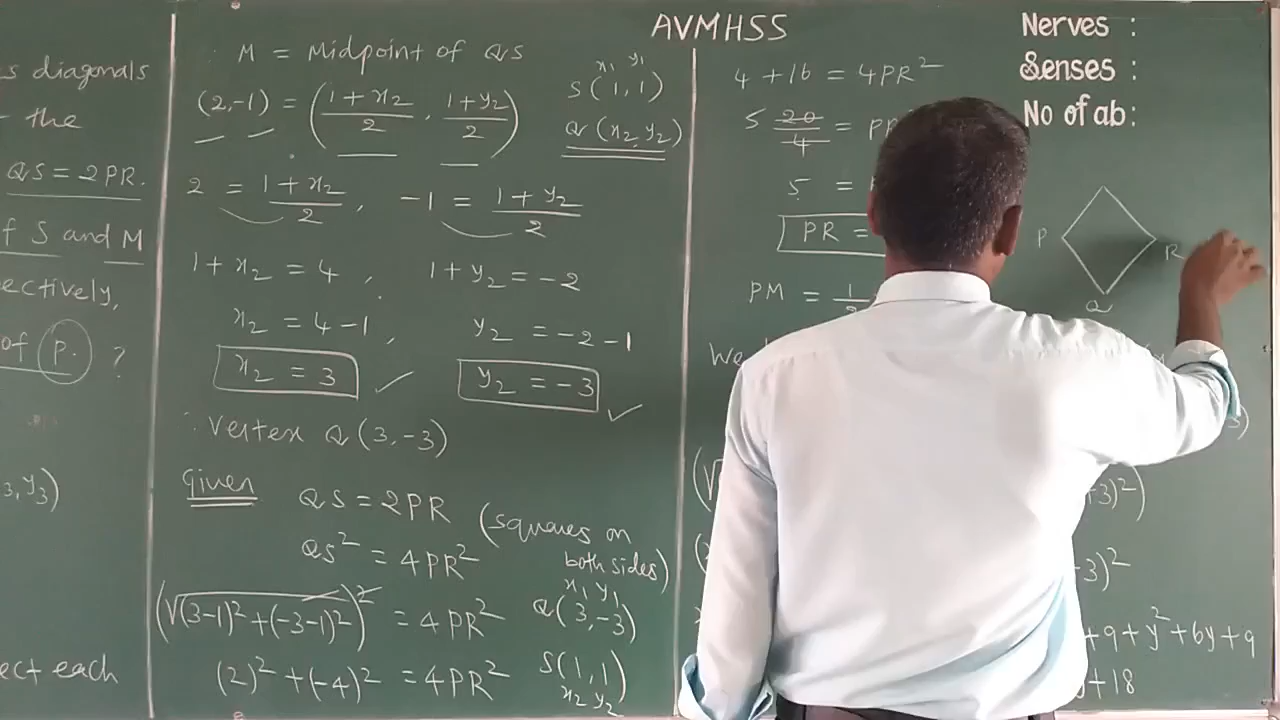 AVMHSS
Nerves :
Senses :
No of ab:
s diagonals
the
QS = 2PR.
f S and M
ectively,
of P. ?
3, y3)
ect each
M = Midpoint of QS
(2,-1) = (1+x2/2, 1+y2/2)
x1 y1
S(1,1)
Q(x2,y2)
2 = 1+x2/2, -1 = 1+y2/2
1+x2 = 4, 1+y2 = -2
x2 = 4-1, y2 = -2-1
x2 = 3 ✓ y2 = -3 ✓
∴ Vertex Q(3,-3)
Given QS = 2PR (squares on
both sides)
QS² = 4PR²
(√(3-1)²+(-3-1)²)² = 4PR²
x1 y1
Q(3,-3)
(2)²+(-4)² = 4PR²
S(1,1)
x2 y2
4+16 = 4PR²
5 20/4 = PR
5 =
PR =
PM = 1/2
We
P
R
Q
3)
(√
+3)²)
-3)²
+9+y²+6y+9
+18